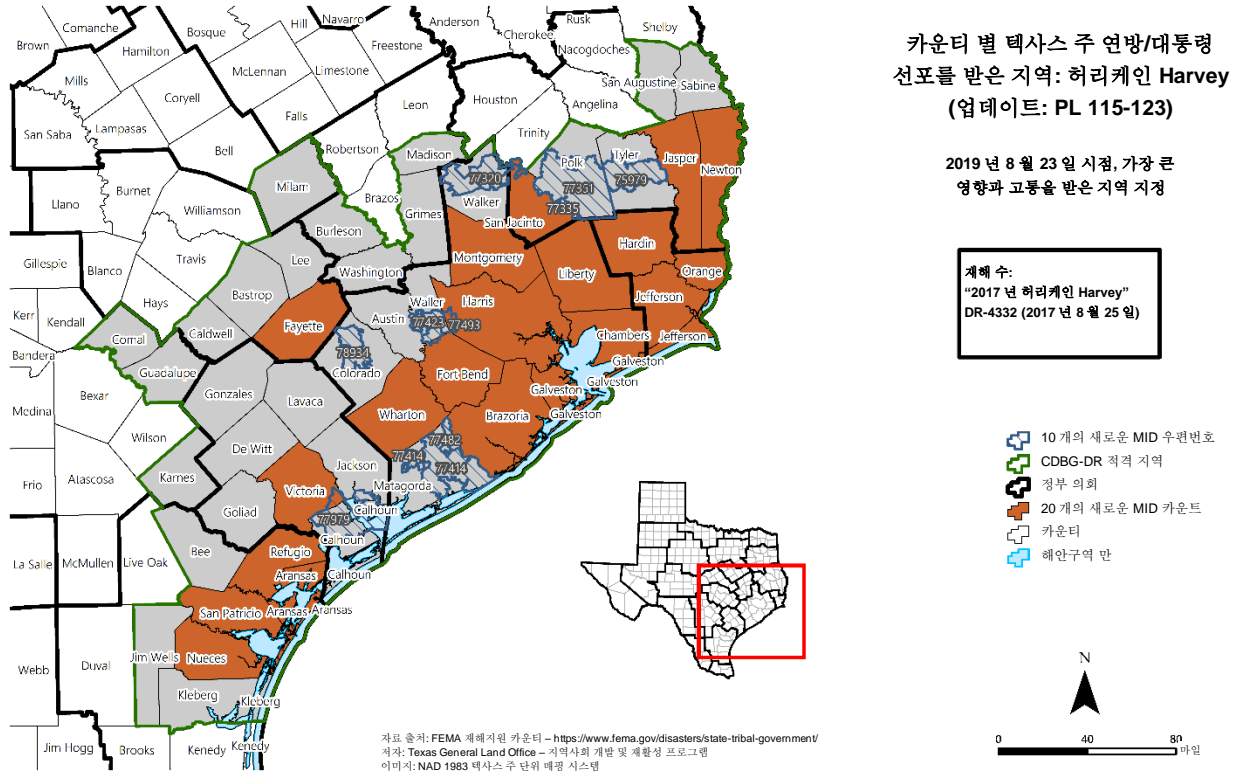 카운티 별 텍사스 주 연방/대통령
선포를 받은 지역: 허리케인 Harvey
(업데이트: PL 115-123)
2019 년 8 월 23 일 시점, 가장 큰
영향과 고통을 받은 지역 지정
재해 수:
“2017 년 허리케인 Harvey”
DR-4332 (2017 년 8 월 25 일)
10 개의 새로운 MID 우편번호
CDBG-DR 적격 지역
정부 의회
20 개의 새로운 MID 카운트
카운티
해안구역 만
N
0 40 80
마일
Comanche
Hill
Navarro
Anderson
Rusk
Shelby
Brown
Hamilton
Bosque
Freestone
Cherokee
Nacogdoches
Mills
McLennan
Limestone
San Augustine
Sabine
Coryell
Falls
Leon
Houston
Angelina
San Saba
Lampasas
Bell
Robertson
Madison
Trinity
Polk
Tyler
Jasper
Newton
Burnet
Milam
77320
77351
75979
Llano
Williamson
Brazos
Grimes
Walker
77335
San Jacinto
Burleson
Travis
Lee
Washington
Montgomery
Hardin
Gillespie
Blanco
Liberty
Orange
Hays
Bastrop
Waller
Harris
Jefferson
Kerr
Kendall
Caldwell
Fayette
Austin
77423
77493
Chambers
Jefferson
Comal
78934
Galveston
Bandera
Guadalupe
Colorado
Fort Bend
Galveston
Galveston
Bexar
Gonzales
Lavaca
Galveston
Medina
Wharton
Brazoria
Wilson
De Witt
77482
77414
77414
Frio
Atascosa
Karnes
Jackson
Victoria
Matagorda
Goliad
Calhoun
77979
Calhoun
Bee
La Salle
McMullen
Live Oak
Refugio
Calhoun
Aransas
San Patricio
Aransas
Aransas
Webb
Duval
Jim Wells
Nueces
Kleberg
Kleberg
Jim Hogg
Brooks
Kenedy
Kenedy
자료 출처: FEMA 재해지원 카운티 – https://www.fema.gov/disasters/state-tribal-government/
저자: Texas General Land Office – 지역사회 개발 및 재활성 프로그램
이미지: NAD 1983 텍사스 주 단위 매핑 시스템